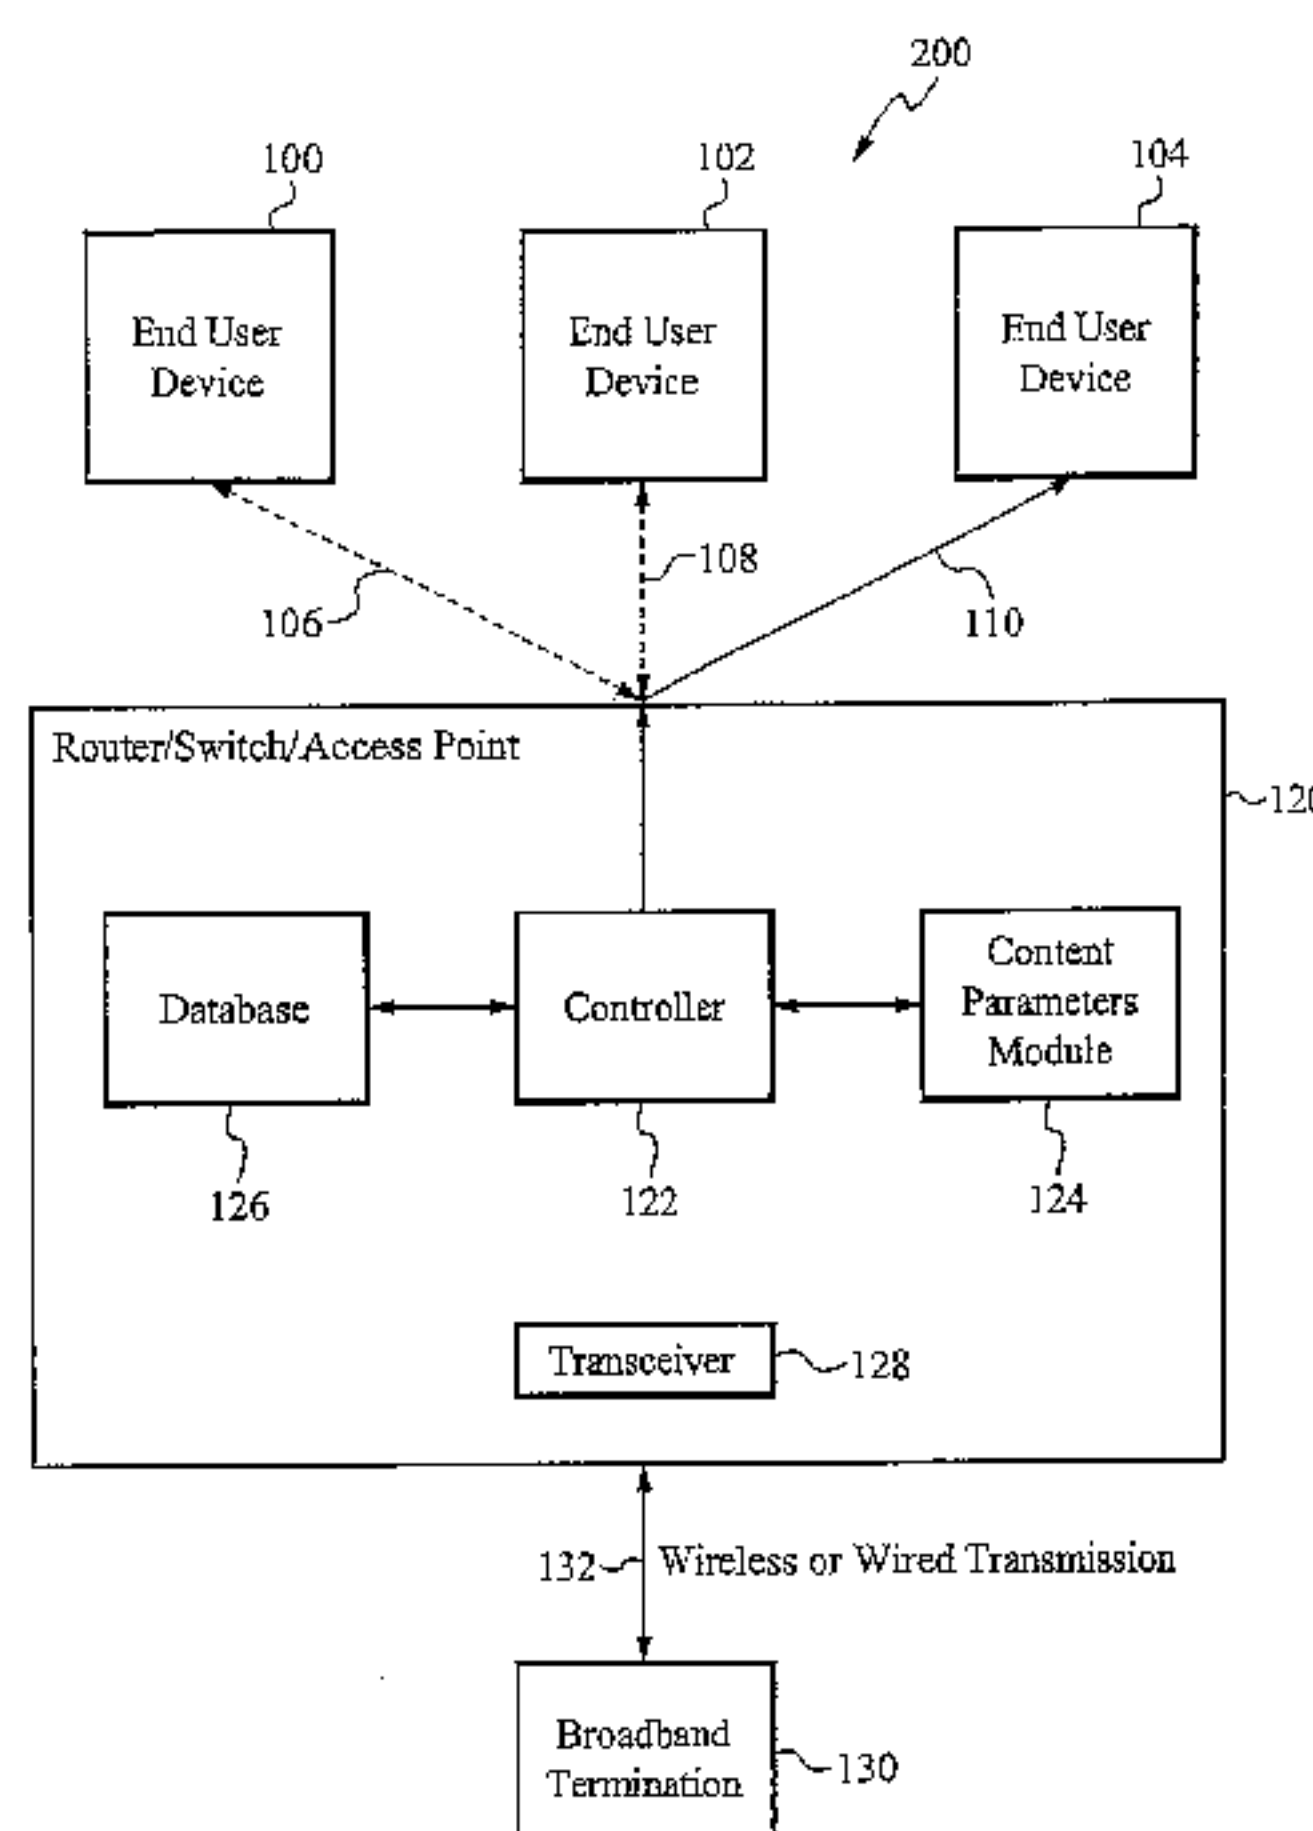 200
100
102
104
End User
Device
End User
Device
End User
Device
106
108
110
Router/Switch/Access Point
120
Database
Controller
Content
Parameters
Module
126
122
124
Transceiver
128
132
Wireless or Wired Transmission
Broadband
Termination
130